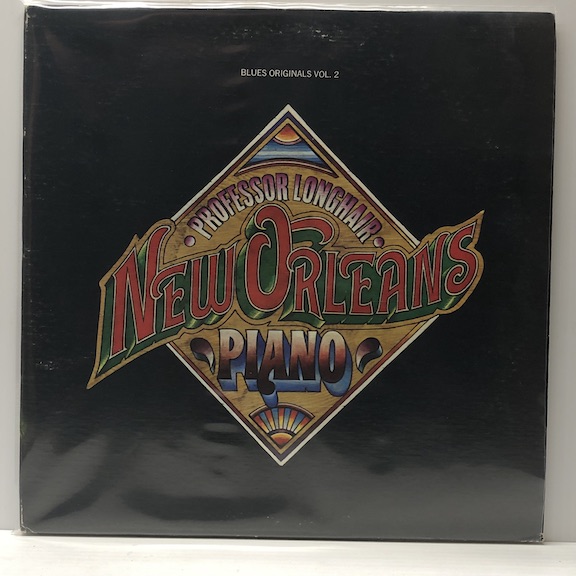 BLUES ORIGINALS VOL. 2
PROFESSOR LONGHAIR
NEW ORLEANS
PIANO